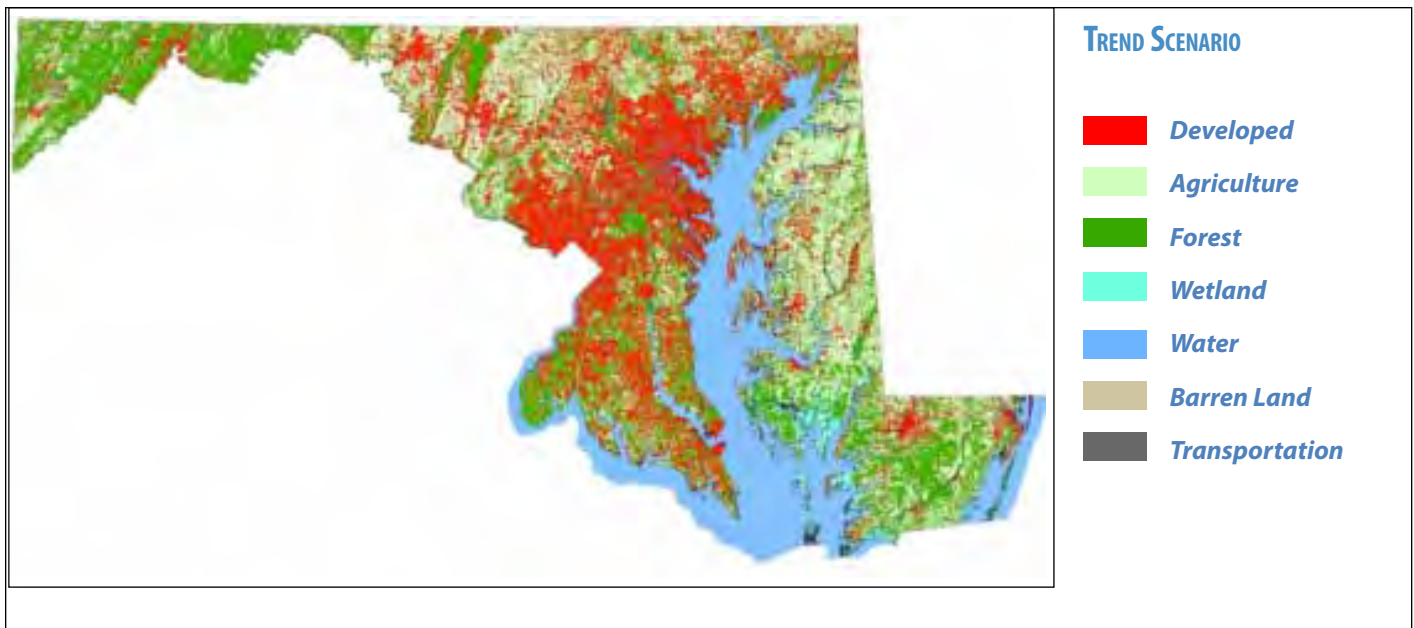 Trend Scenario
Developed
Agriculture
Forest
Wetland
Water
Barren Land
Transportation